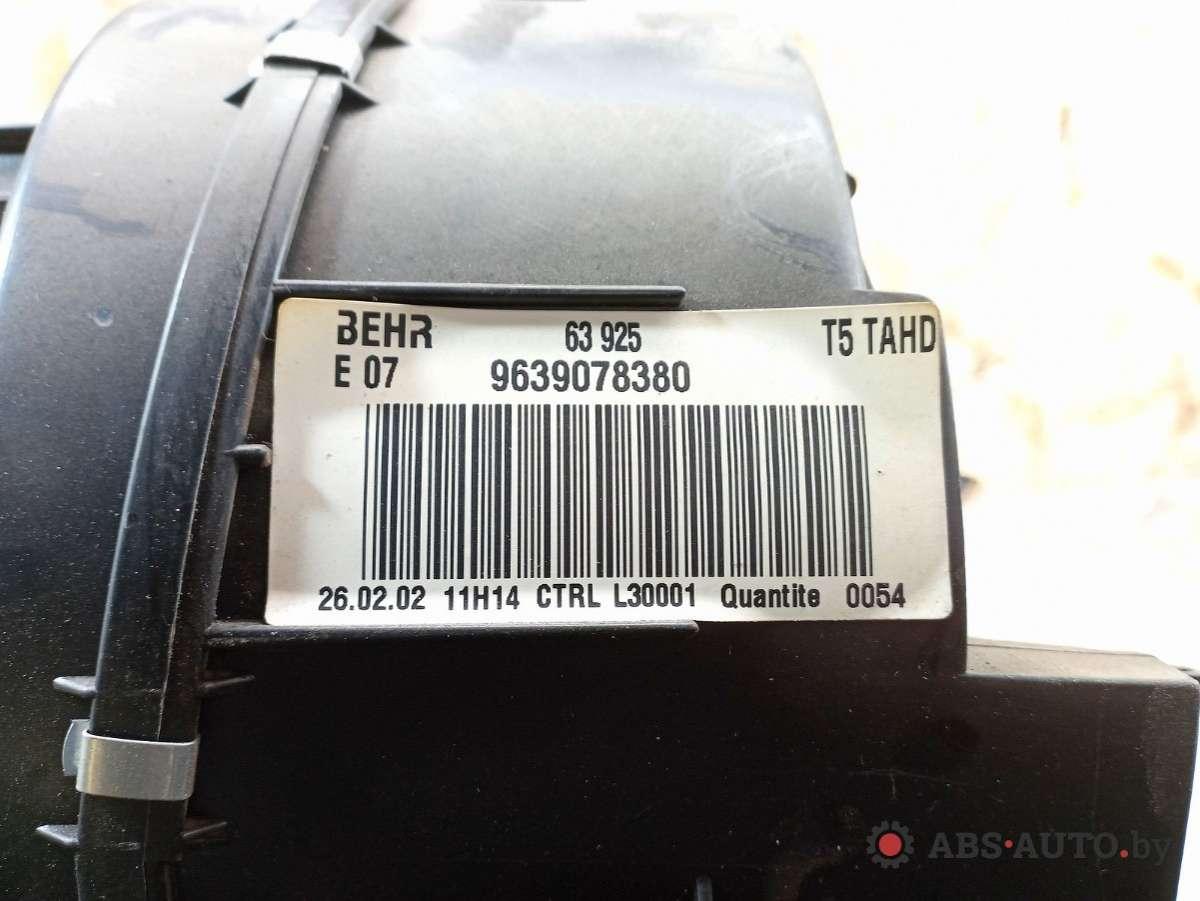 BEHR 63 925 T5 TAHD
E 07 9639078380
26.02.02 11H14 CTRL L30001 Quantite 0054
ABS-AUTO.by